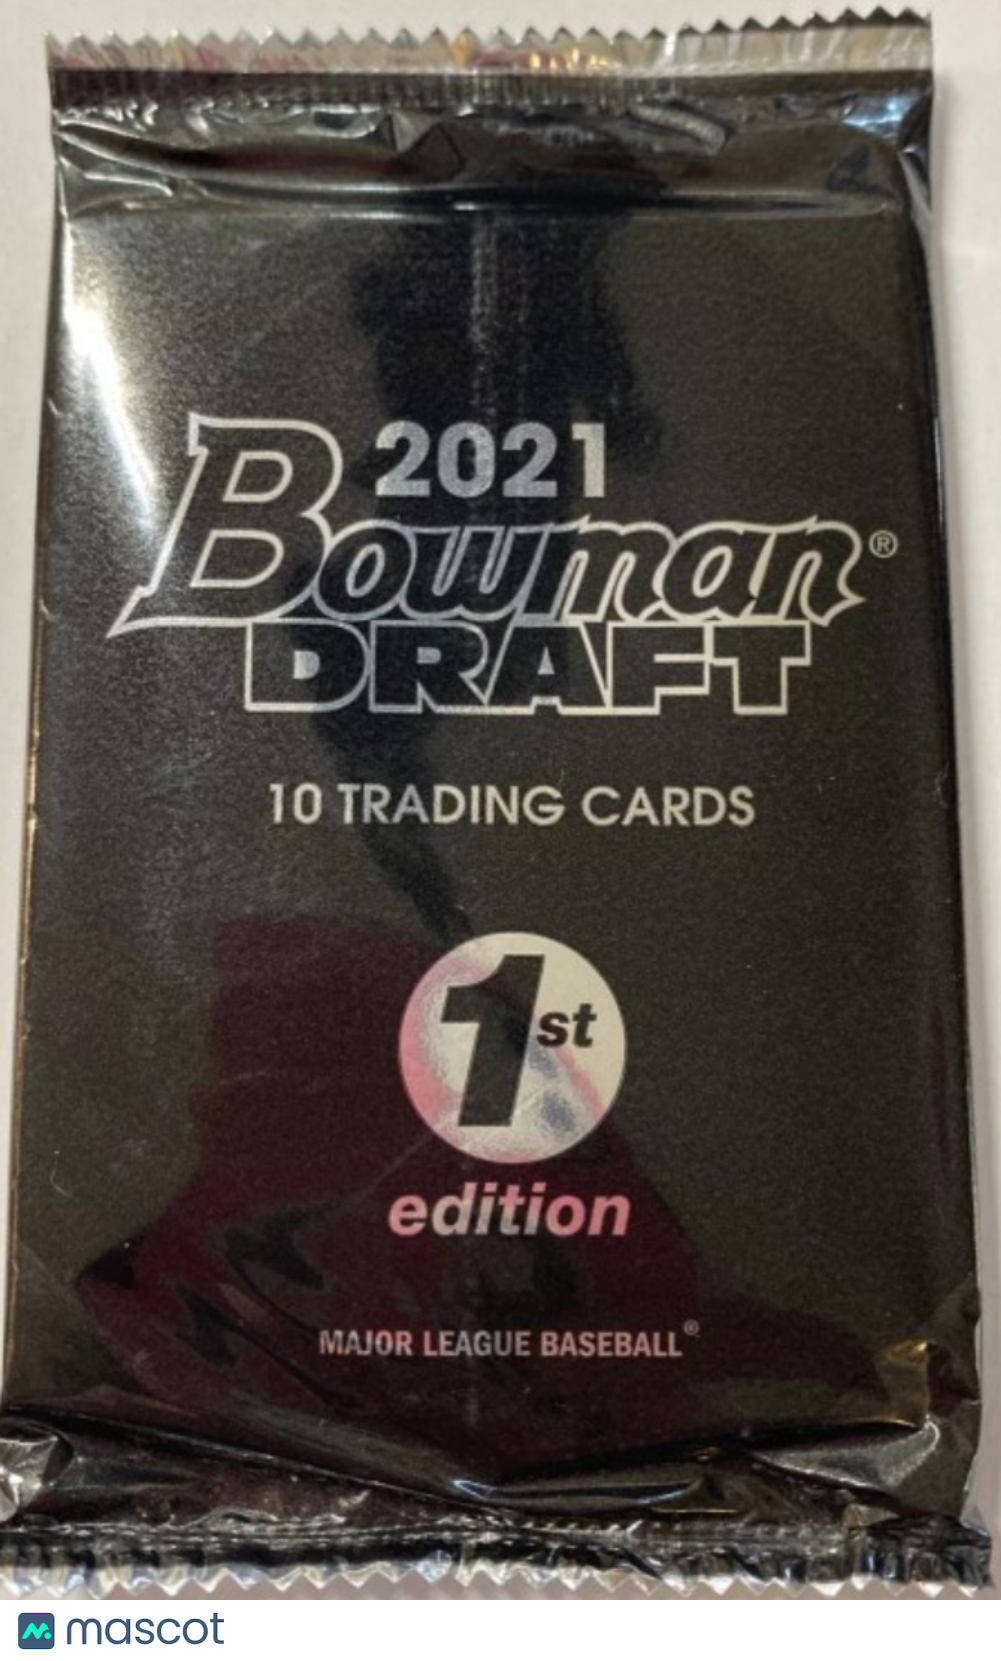 2021
Bowman®
DRAFT
10 TRADING CARDS
1st
edition
MAJOR LEAGUE BASEBALL®
mascot